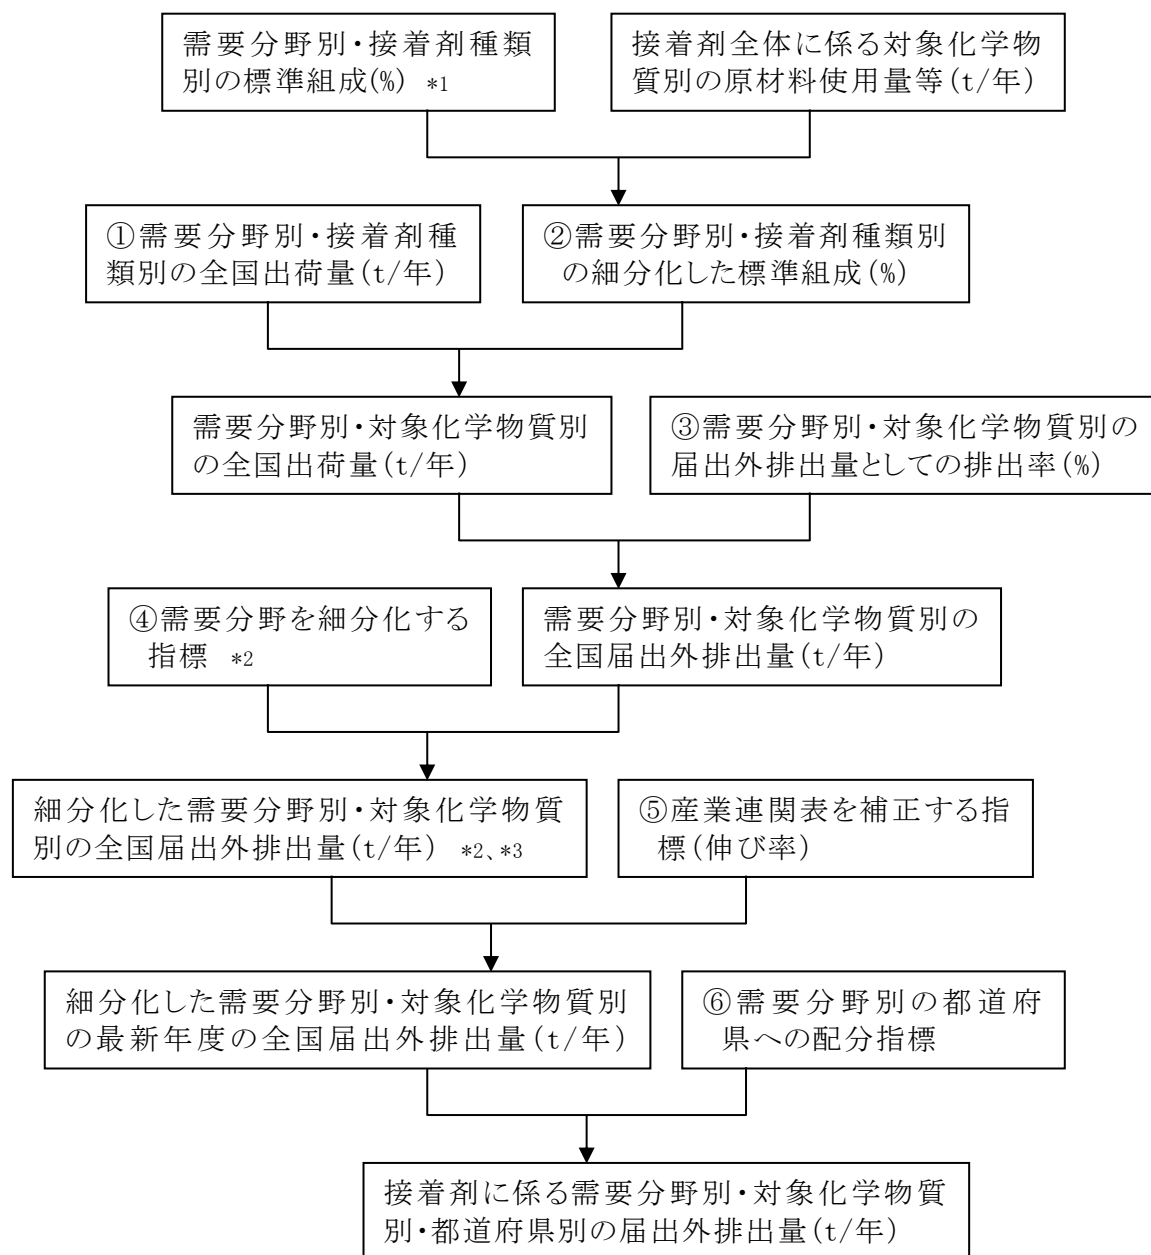 需要分野別・接着剤種類
別の標準組成(%) *1
接着剤全体に係る対象化学物
質別の原材料使用量等(t/年)
①需要分野別・接着剤種
類別の全国出荷量(t/年)
②需要分野別・接着剤種類別
の細分化した標準組成(%)
需要分野別・対象化学物質別
の全国出荷量(t/年)
③需要分野別・対象化学物質別の
届出外排出量としての排出率(%)
④需要分野を細分化する
指標 *2
需要分野別・対象化学物質別の
全国届出外排出量(t/年)
細分化した需要分野別・対象化学物質
別の全国届出外排出量(t/年) *2、*3
⑤産業連関表を補正する指
標(伸び率)
細分化した需要分野別・対象化学物質別
の最新年度の全国届出外排出量(t/年)
⑥需要分野別の都道府
県への配分指標
接着剤に係る需要分野別・対象化学物質
別・都道府県別の届出外排出量(t/年)